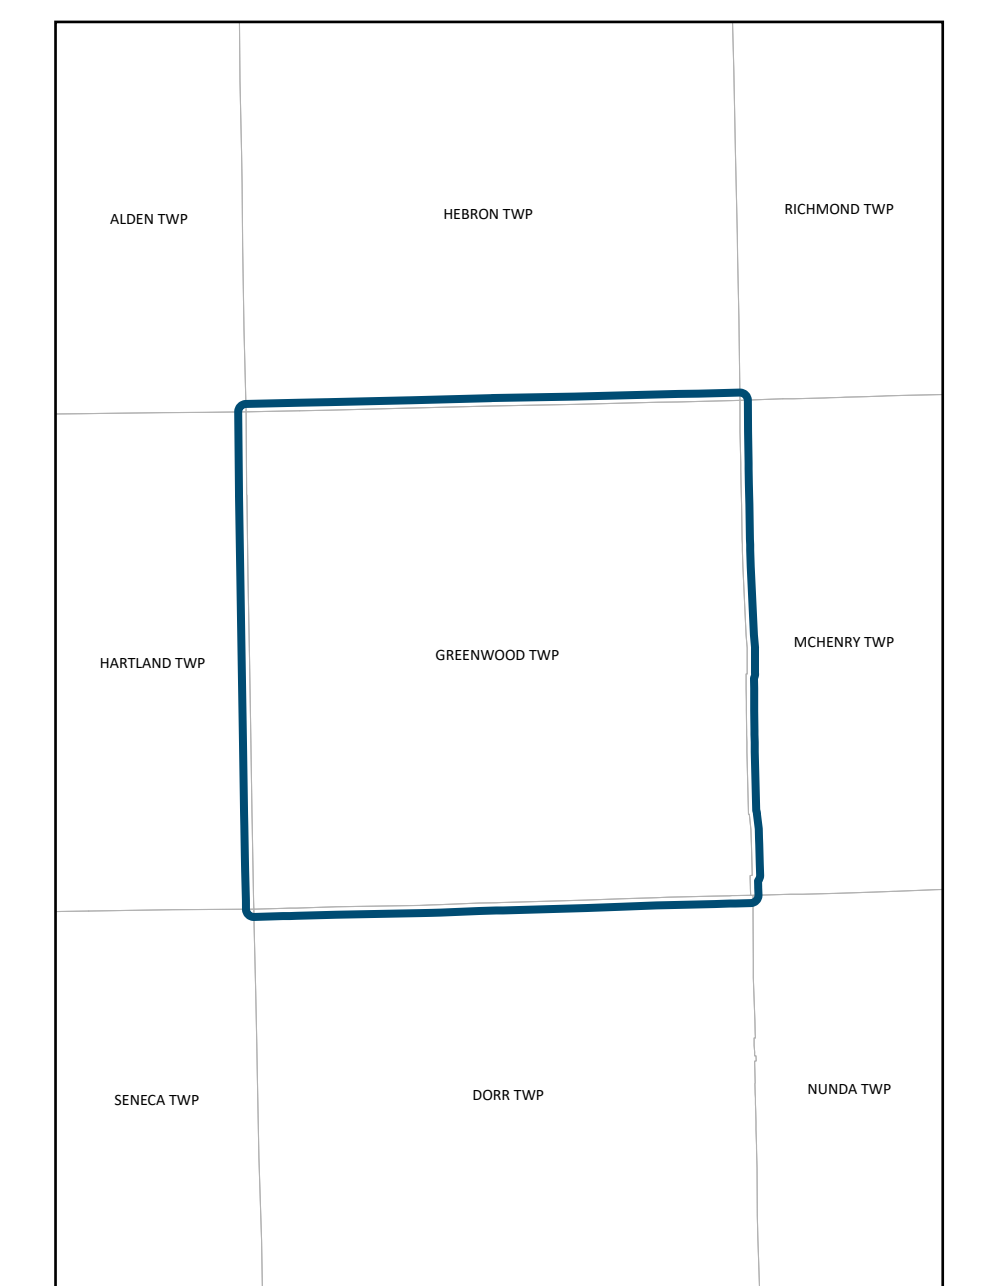 ALDEN TWP
HEBRON TWP
RICHMOND TWP
HARTLAND TWP
GREENWOOD TWP
MCHENRY TWP
SENECA TWP
DORR TWP
NUNDA TWP